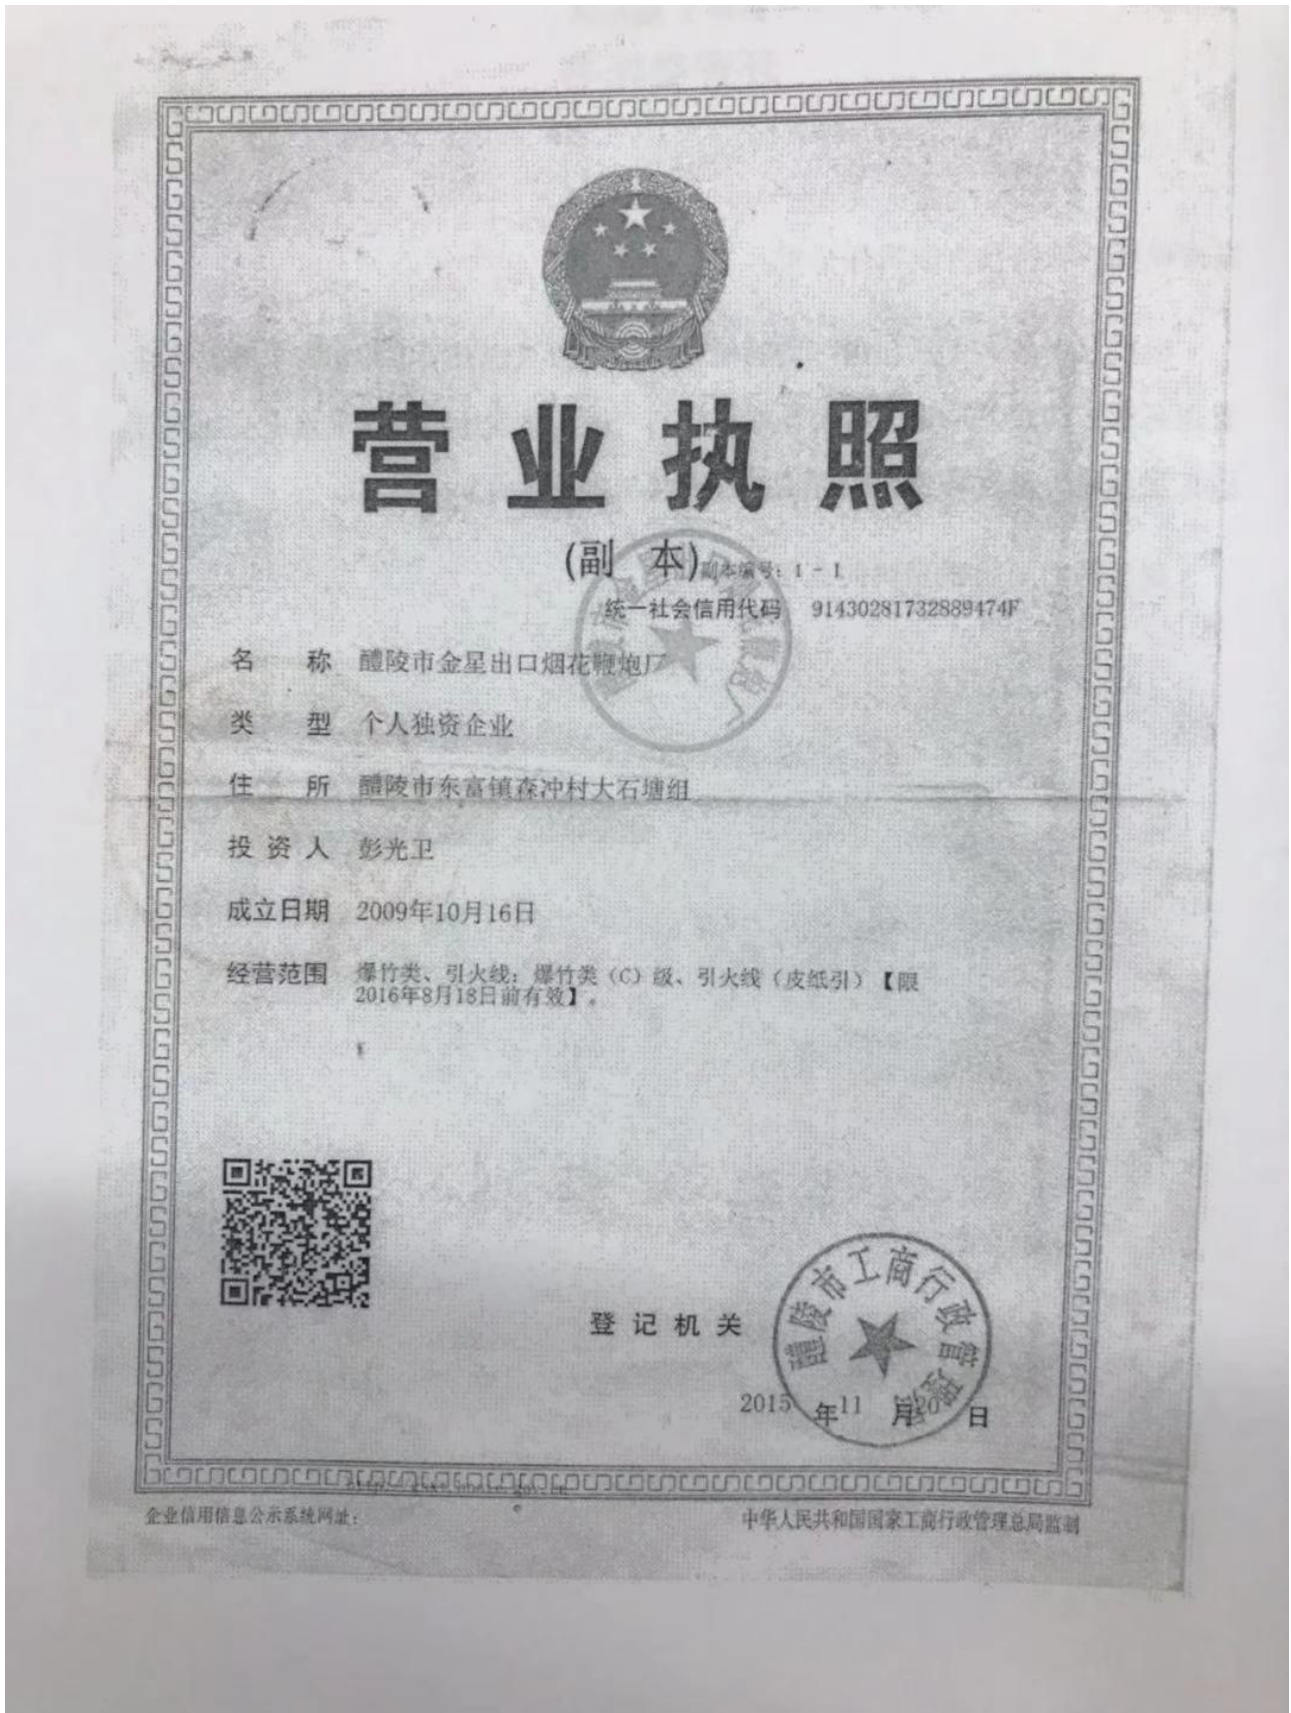 营业执照
(副 本) 副本编号：1-1
统一社会信用代码 91430281732889474F
名 称 醴陵市金星出口烟花鞭炮厂
类 型 个人独资企业
住 所 醴陵市东富镇森冲村大石塘组
投资人 彭光卫
成立日期 2009年10月16日
经营范围 爆竹类、引火线；爆竹类（C）级、引火线（皮纸引）【限
2016年8月18日前有效】。
登记机关
醴陵市工商行政管理局
2015年11月20日
企业信用信息公示系统网址：
中华人民共和国国家工商行政管理总局监制